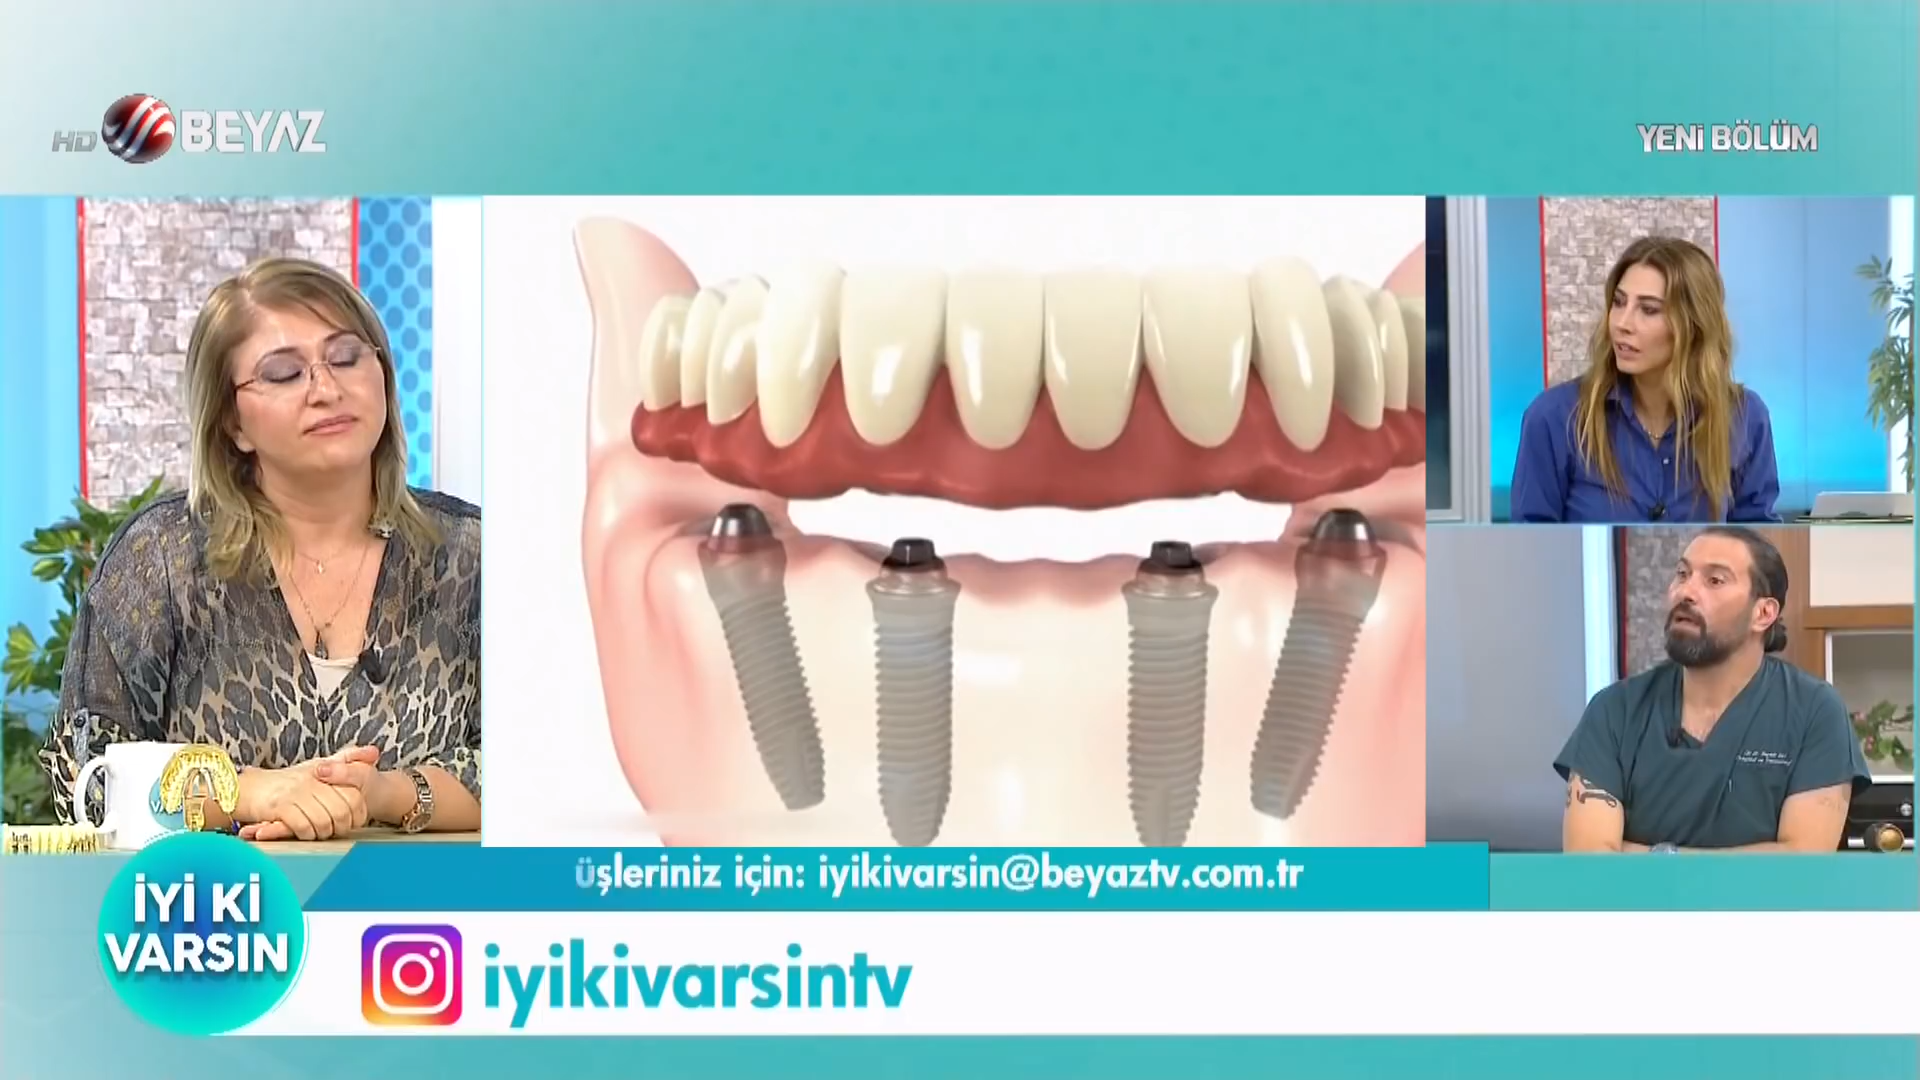 HD BEYAZ
YENİ BÖLÜM
üşleriniz için: iyikivarsin@beyaztv.com.tr
İYİ Kİ
VARSIN
iyikivarsintv